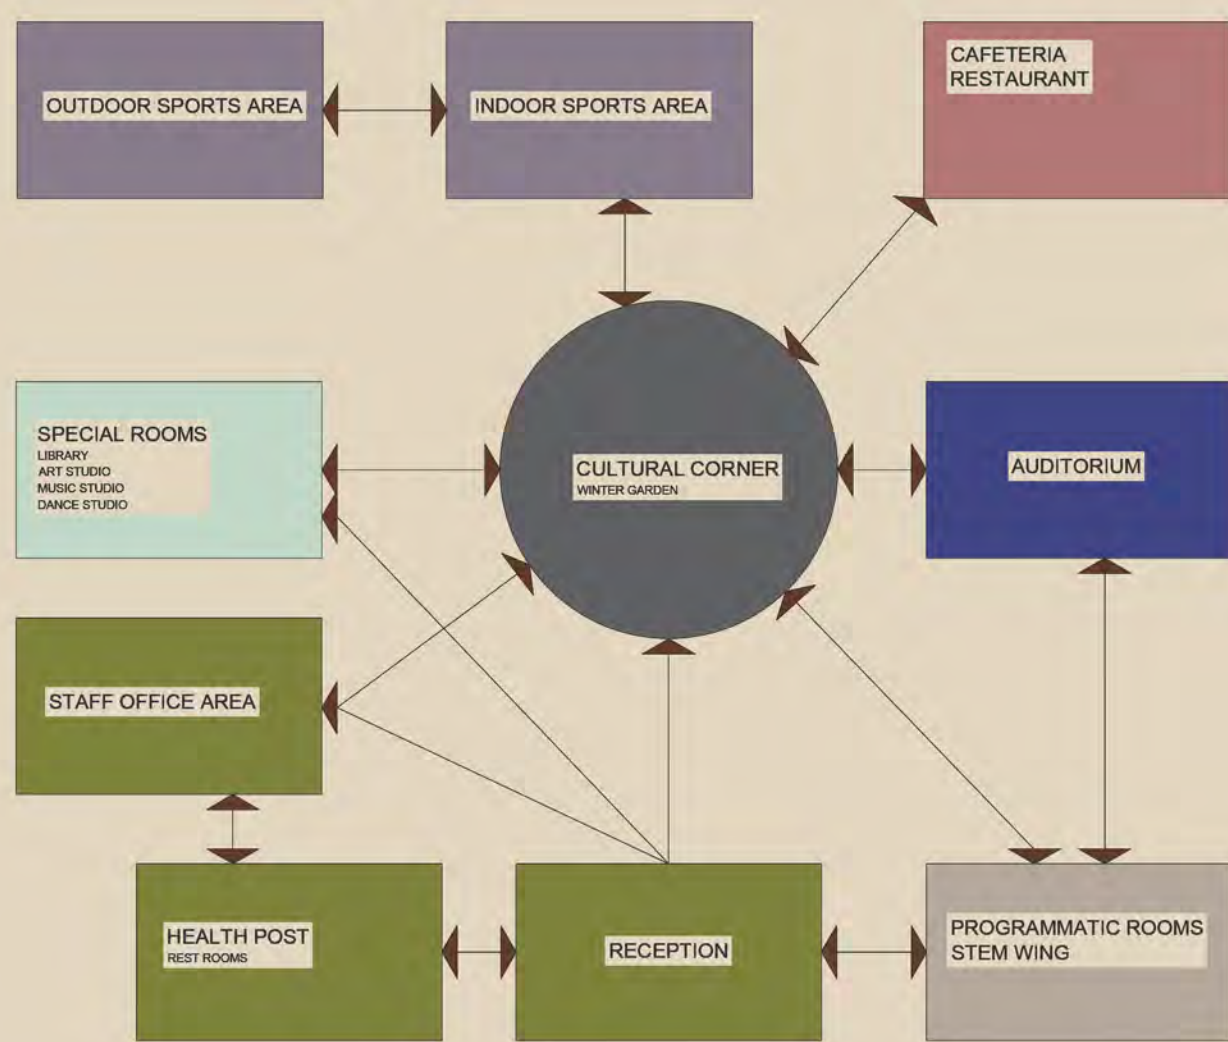 OUTDOOR SPORTS AREA
INDOOR SPORTS AREA
CAFETERIA
RESTAURANT
SPECIAL ROOMS
LIBRARY
ART STUDIO
MUSIC STUDIO
DANCE STUDIO
CULTURAL CORNER
WINTER GARDEN
AUDITORIUM
STAFF OFFICE AREA
HEALTH POST
REST ROOMS
RECEPTION
PROGRAMMATIC ROOMS
STEM WING